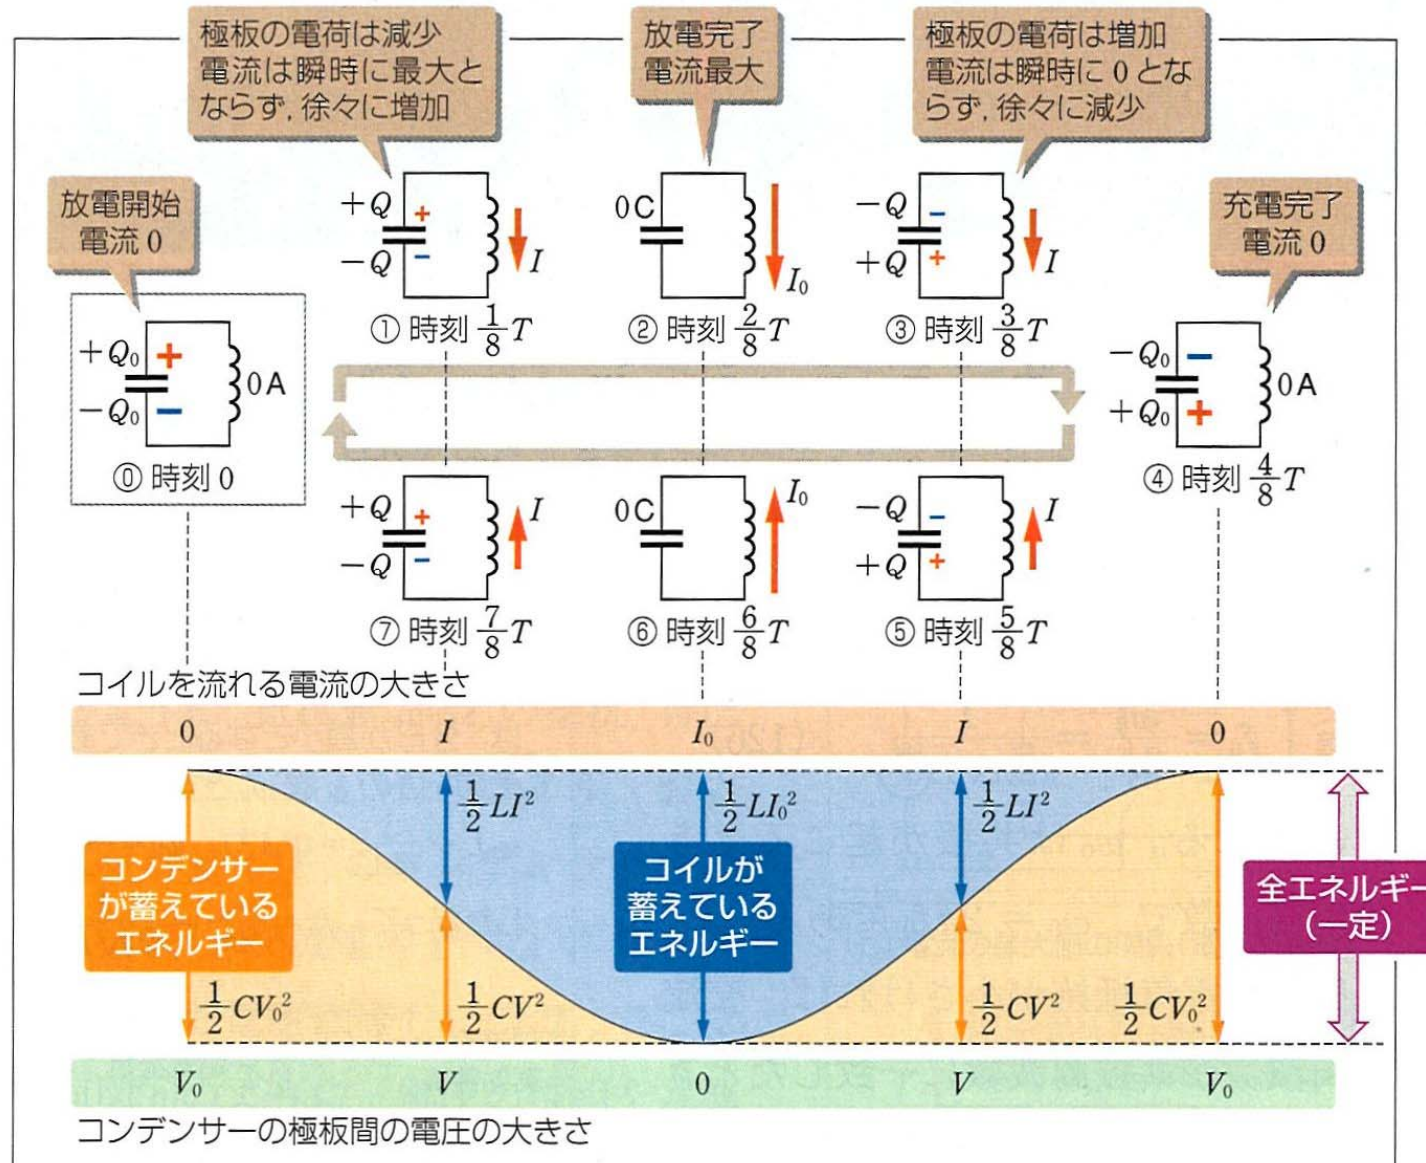 極板の電荷は減少
電流は瞬時に最大と
ならず,徐々に増加
放電完了
電流最大
極板の電荷は増加
電流は瞬時に0とな
らず,徐々に減少
放電開始
電流0
充電完了
電流0
+Q
+
−Q
−
I
① 時刻 1/8 T
0C
I₀
② 時刻 2/8 T
−Q
−
+Q
+
I
③ 時刻 3/8 T
+Q₀
+
−Q₀
−
0A
⓪ 時刻 0
−Q₀
−
+Q₀
+
0A
④ 時刻 4/8 T
+Q
+
−Q
−
I
⑦ 時刻 7/8 T
0C
I₀
⑥ 時刻 6/8 T
−Q
−
+Q
+
I
⑤ 時刻 5/8 T
コイルを流れる電流の大きさ
0 I I₀ I 0
1/2 LI² 1/2 LI₀² 1/2 LI²
コンデンサー
が蓄えている
エネルギー
コイルが
蓄えている
エネルギー
全エネルギー
(一定)
1/2 CV₀² 1/2 CV² 1/2 CV² 1/2 CV₀²
V₀ V 0 V V₀
コンデンサーの極板間の電圧の大きさ